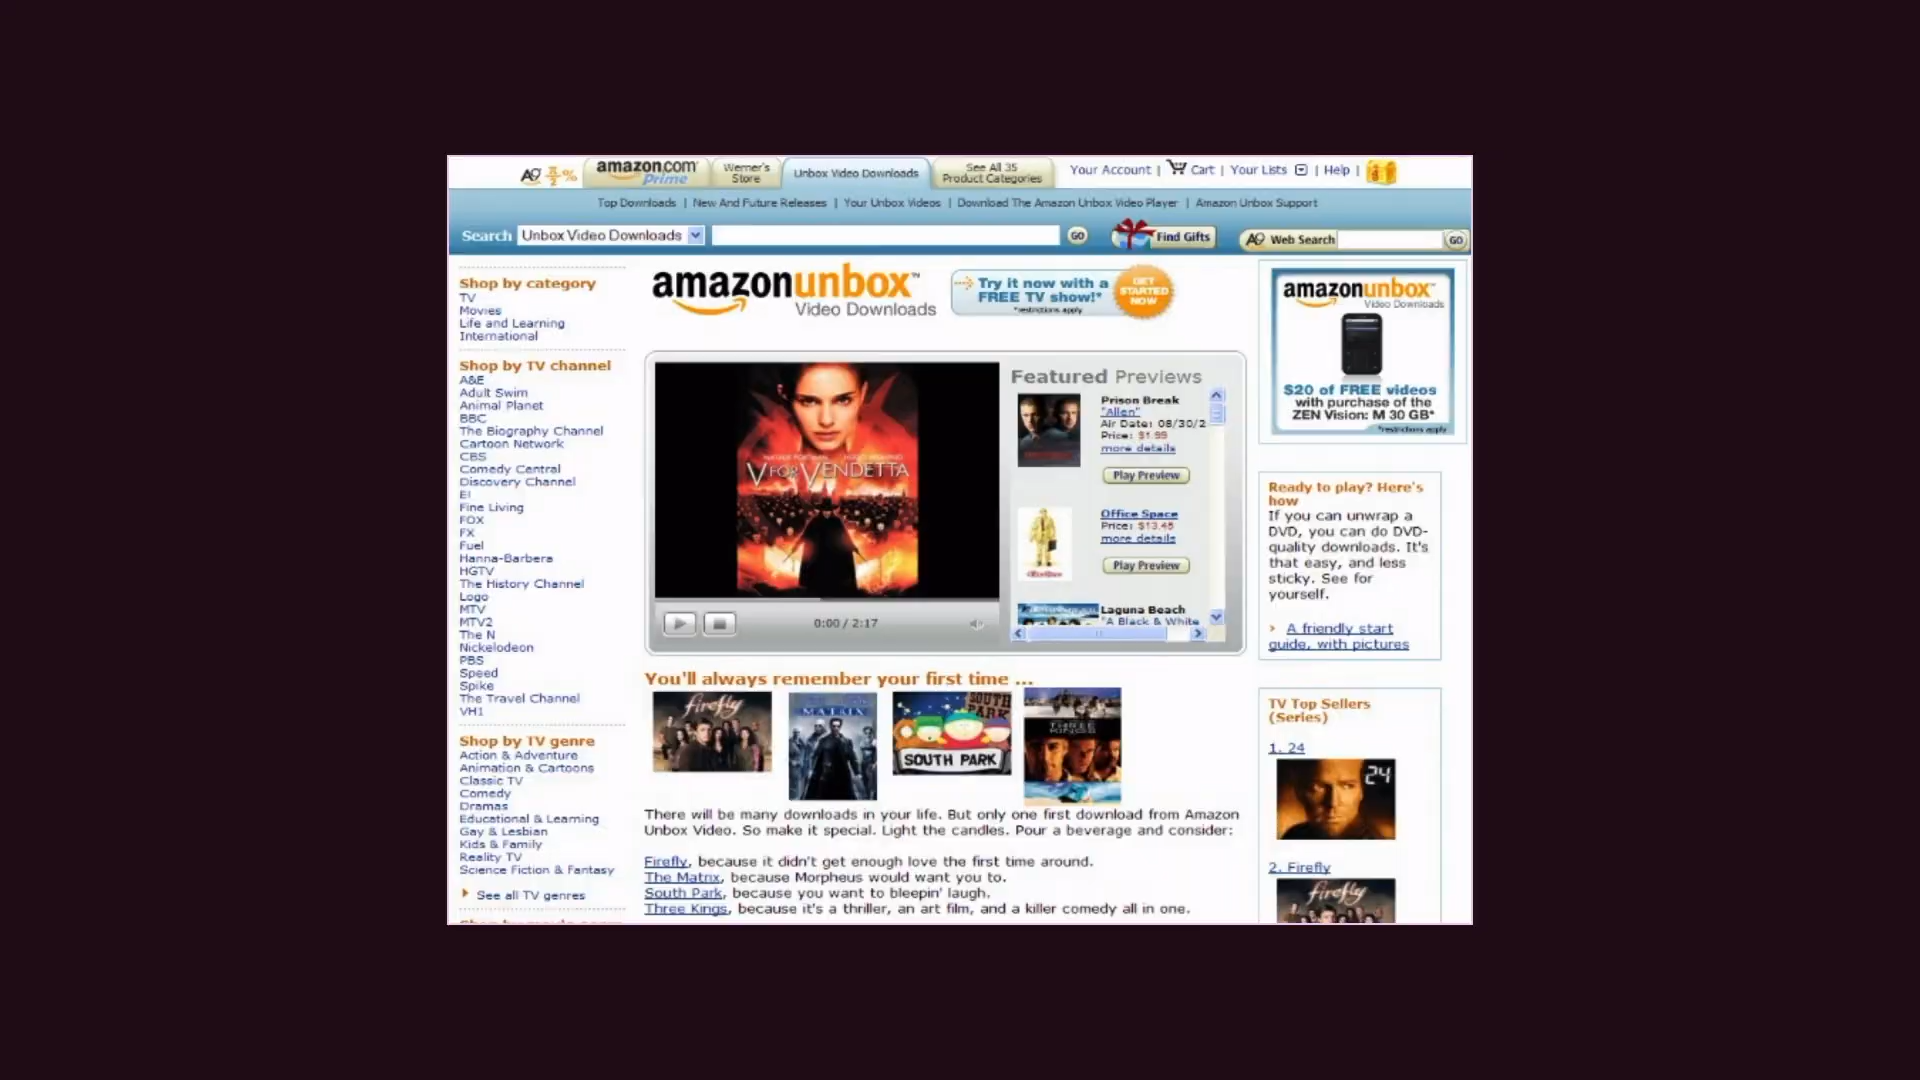 amazon.com Prime
Werner's Store
Unbox Video Downloads
See All 35 Product Categories
Your Account | Cart | Your Lists | Help |
Top Downloads | New And Future Releases | Your Unbox Videos | Download The Amazon Unbox Video Player | Amazon Unbox Support
Search Unbox Video Downloads GO Find Gifts A9 Web Search GO
Shop by category
TV
Movies
Life and Learning
International
Shop by TV channel
A&E
Adult Swim
Animal Planet
BBC
The Biography Channel
Cartoon Network
CBS
Comedy Central
Discovery Channel
E!
Fine Living
FOX
FX
Fuel
Hanna-Barbera
HGTV
The History Channel
Logo
MTV
MTV2
The N
Nickelodeon
PBS
Speed
Spike
The Travel Channel
VH1
Shop by TV genre
Action & Adventure
Animation & Cartoons
Classic TV
Comedy
Dramas
Educational & Learning
Gay & Lesbian
Kids & Family
Reality TV
Science Fiction & Fantasy
See all TV genres
amazonunbox™
Video Downloads
Try it now with a
FREE TV show!*
*restrictions apply
GET
STARTED
NOW
V FOR VENDETTA
0:00 / 2:17
Featured Previews
Prison Break
"Allen"
Air Date: 08/30/2
Price: $1.99
more details
Play Preview
Office Space
Price: $13.48
more details
Play Preview
Laguna Beach
"A Black & White
You'll always remember your first time ...
firefly
MATRIX
SOUTH PARK
SOUTH PARK
THREE KINGS
There will be many downloads in your life. But only one first download from Amazon
Unbox Video. So make it special. Light the candles. Pour a beverage and consider:
Firefly, because it didn't get enough love the first time around.
The Matrix, because Morpheus would want you to.
South Park, because you want to bleepin' laugh.
Three Kings, because it's a thriller, an art film, and a killer comedy all in one.
amazonunbox™
Video Downloads
$20 of FREE videos
with purchase of the
ZEN Vision: M 30 GB*
*restrictions apply
Ready to play? Here's
how
If you can unwrap a
DVD, you can do DVD-
quality downloads. It's
that easy, and less
sticky. See for
yourself.
A friendly start
guide, with pictures
TV Top Sellers
(Series)
1. 24
24
2. Firefly
firefly